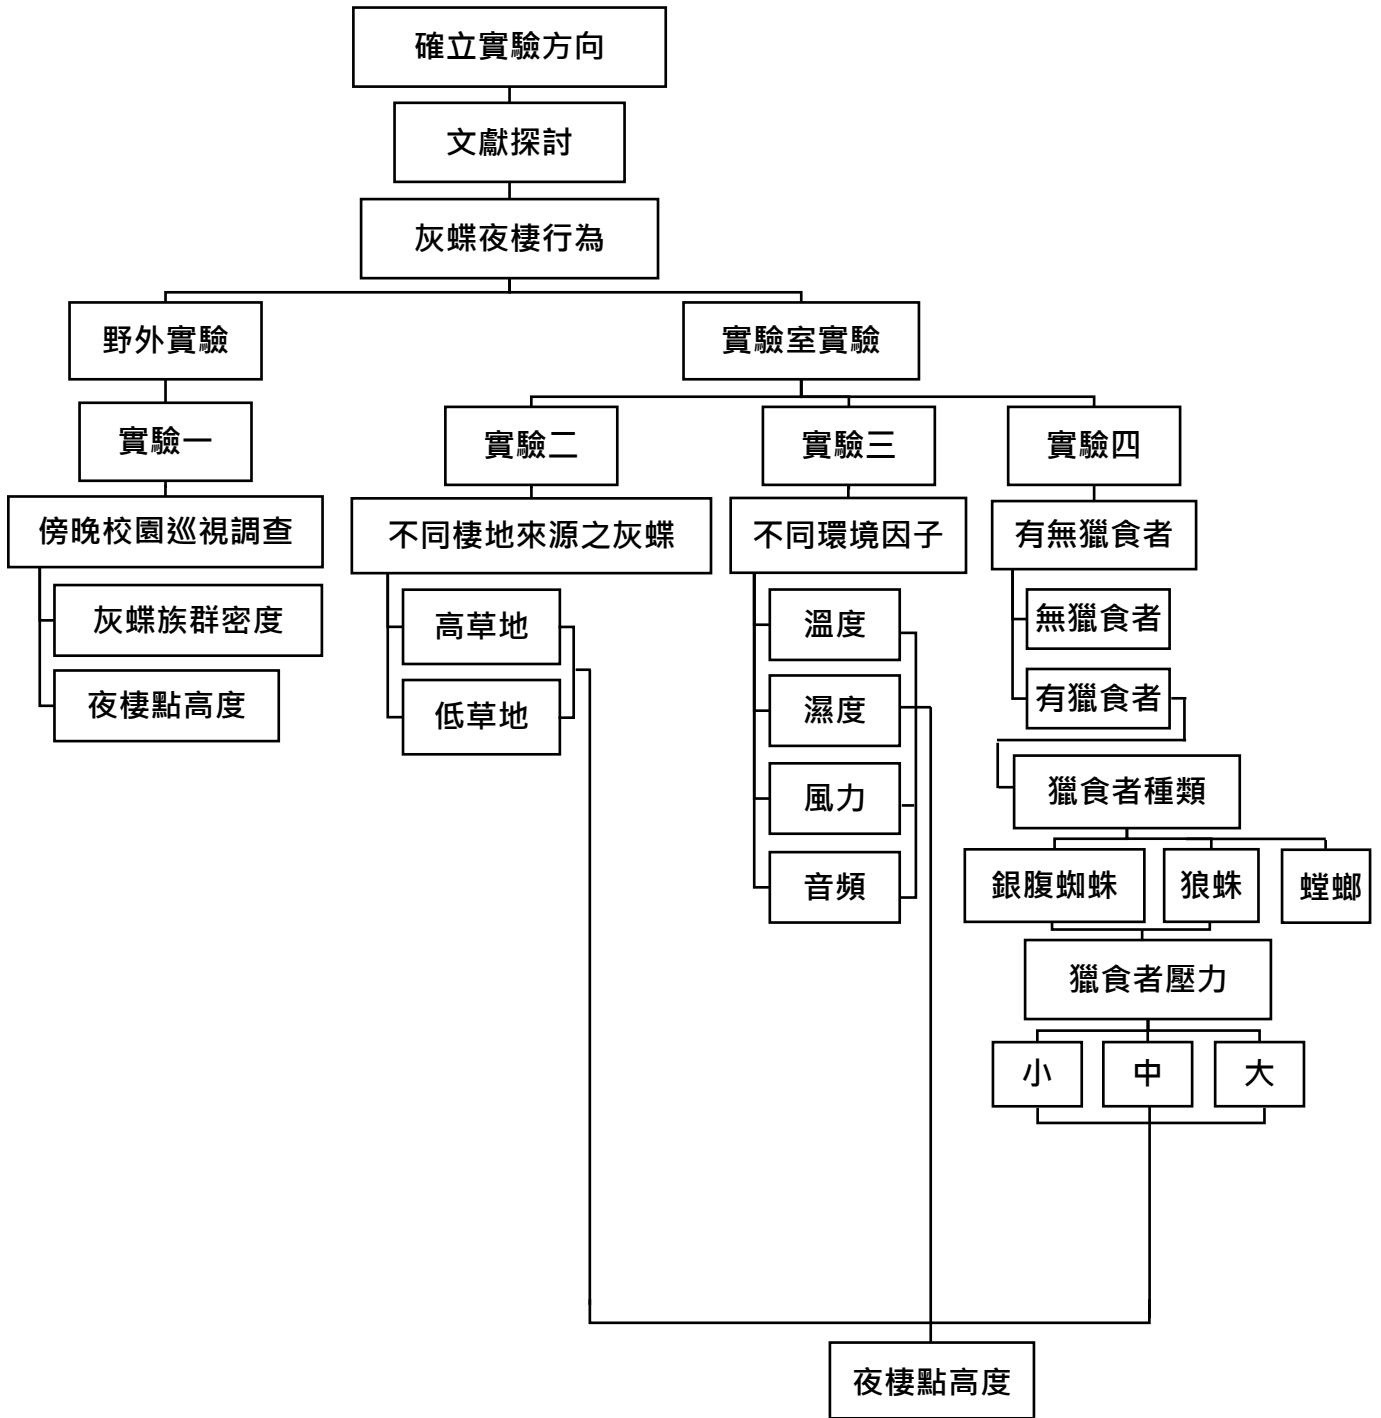 確立實驗方向
文獻探討
灰蝶夜棲行為
野外實驗
實驗室實驗
實驗一
實驗二
實驗三
實驗四
傍晚校園巡視調查
不同棲地來源之灰蝶
不同環境因子
有無獵食者
灰蝶族群密度
夜棲點高度
高草地
低草地
溫度
濕度
風力
音頻
無獵食者
有獵食者
獵食者種類
銀腹蜘蛛
狼蛛
螳螂
獵食者壓力
小
中
大
夜棲點高度